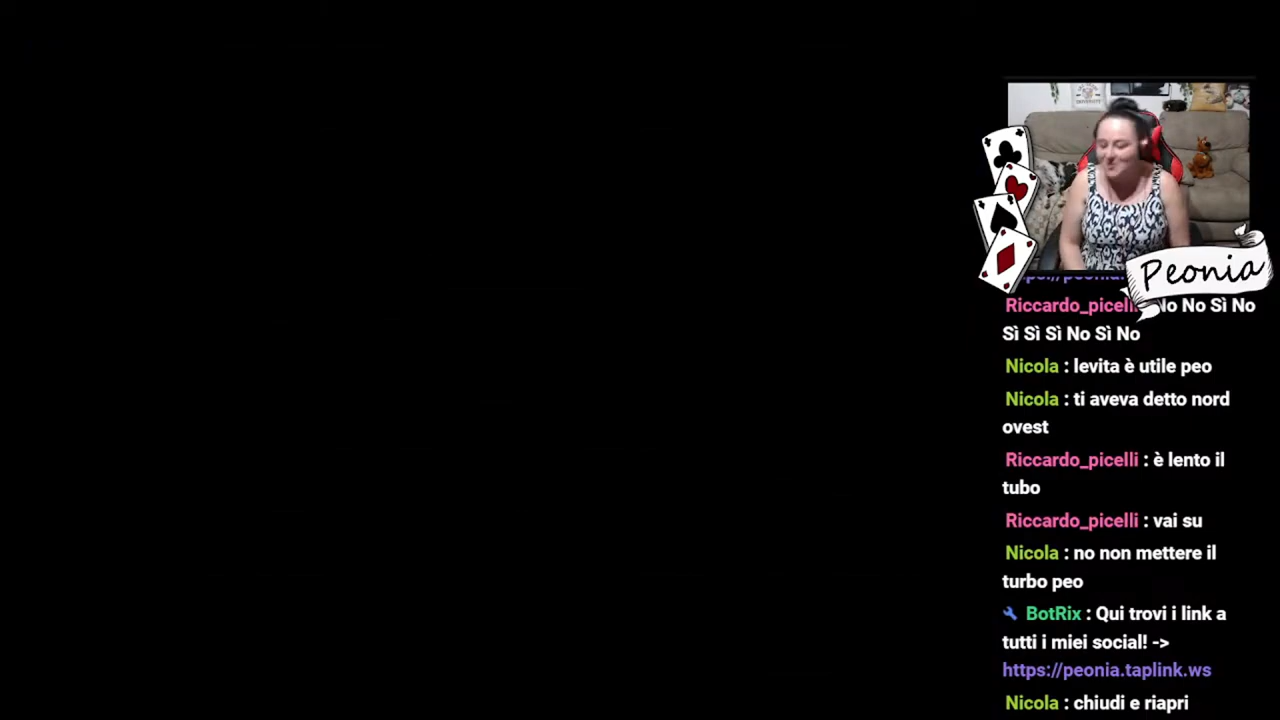 Peonia
Riccardo_picelli No No Sì No
Sì Sì Sì No Sì No
Nicola : levita è utile peo
Nicola : ti aveva detto nord
ovest
Riccardo_picelli : è lento il
tubo
Riccardo_picelli : vai su
Nicola : no non mettere il
turbo peo
BotRix : Qui trovi i link a
tutti i miei social! ->
https://peonia.taplink.ws
Nicola : chiudi e riapri